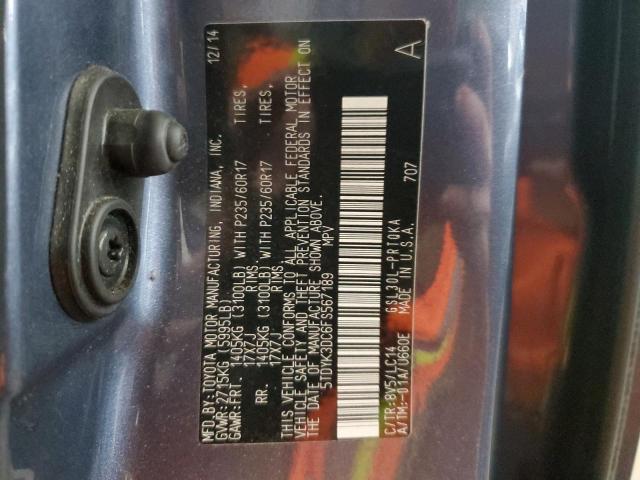 MFD.BY:TOYOTA MOTOR MANUFACTURING, INDIANA, INC. 12/14
GVWR:2715KG(5995LB)
GAWR:FRT. 1405KG(3100LB) WITH P235/60R17 TIRES,
17X7J RIMS
RR. 1405KG(3100LB) WITH P235/60R17 TIRES,
17X7J RIMS
THIS VEHICLE CONFORMS TO ALL APPLICABLE FEDERAL MOTOR
VEHICLE SAFETY AND THEFT PREVENTION STANDARDS IN EFFECT ON
THE DATE OF MANUFACTURE SHOWN ABOVE.
5TDYK3DC6FS567189 MPV
C/TR:8V5/LC14 GSL30L-PRTUKA
A/TM:-01A/U660E MADE IN U.S.A. 707
A